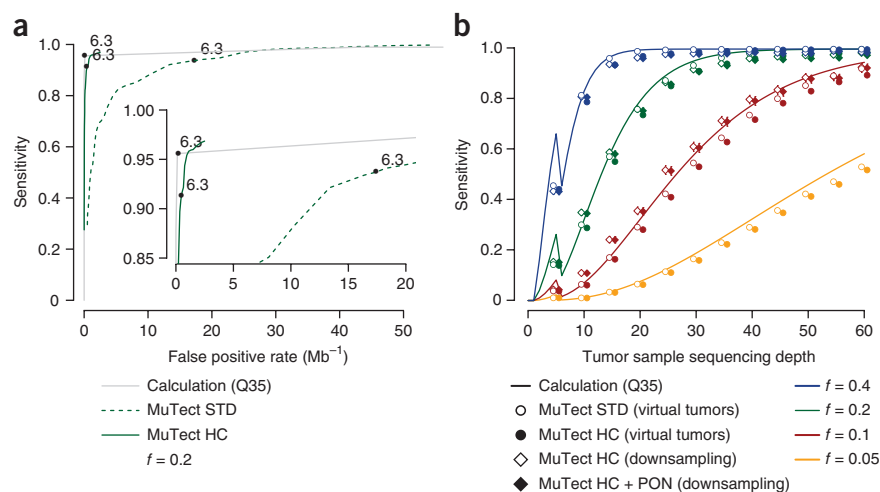 a
1.0
0.8
0.6
0.4
0.2
0
Sensitivity
6.3
6.3
6.3
1.00
0.95
0.90
0.85
6.3
6.3
6.3
0 5 10 15 20
0 10 20 30 40 50
False positive rate (Mb⁻¹)
Calculation (Q35)
MuTect STD
MuTect HC
f = 0.2
b
1.0
0.8
0.6
0.4
0.2
0
Sensitivity
0 10 20 30 40 50 60
Tumor sample sequencing depth
Calculation (Q35)
MuTect STD (virtual tumors)
MuTect HC (virtual tumors)
MuTect HC (downsampling)
MuTect HC + PON (downsampling)
f = 0.4
f = 0.2
f = 0.1
f = 0.05